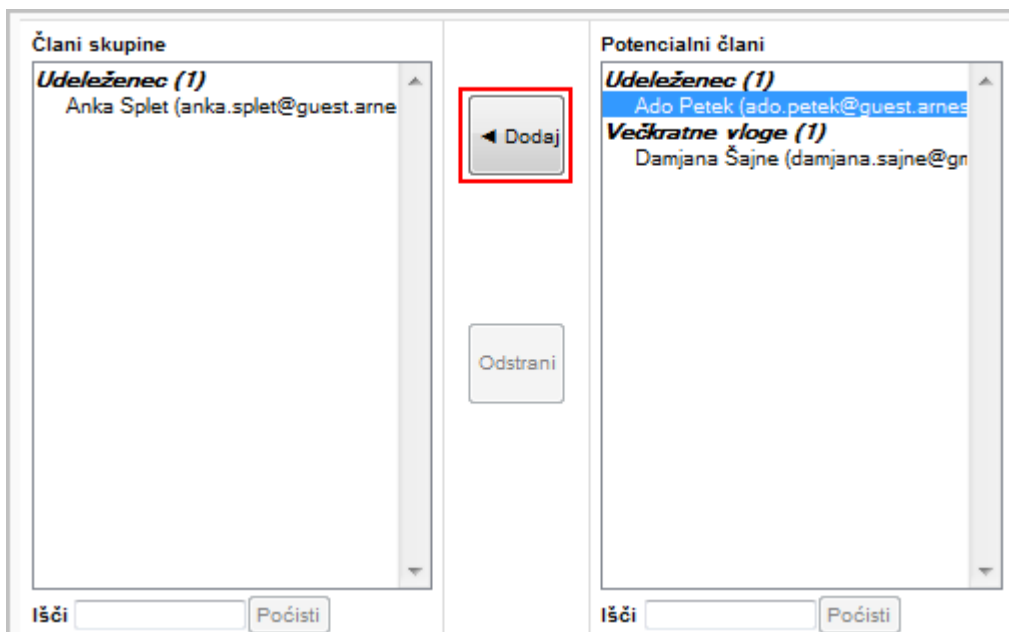 Člani skupine
Udeleženec (1)
Anka Splet (anka.splet@guest.arne
◄ Dodaj
Odstrani
Potencialni člani
Udeleženec (1)
Ado Petek (ado.petek@guest.arnes
Večkratne vloge (1)
Damjana Šajne (damjana.sajne@gm
Išči
Počisti
Išči
Počisti